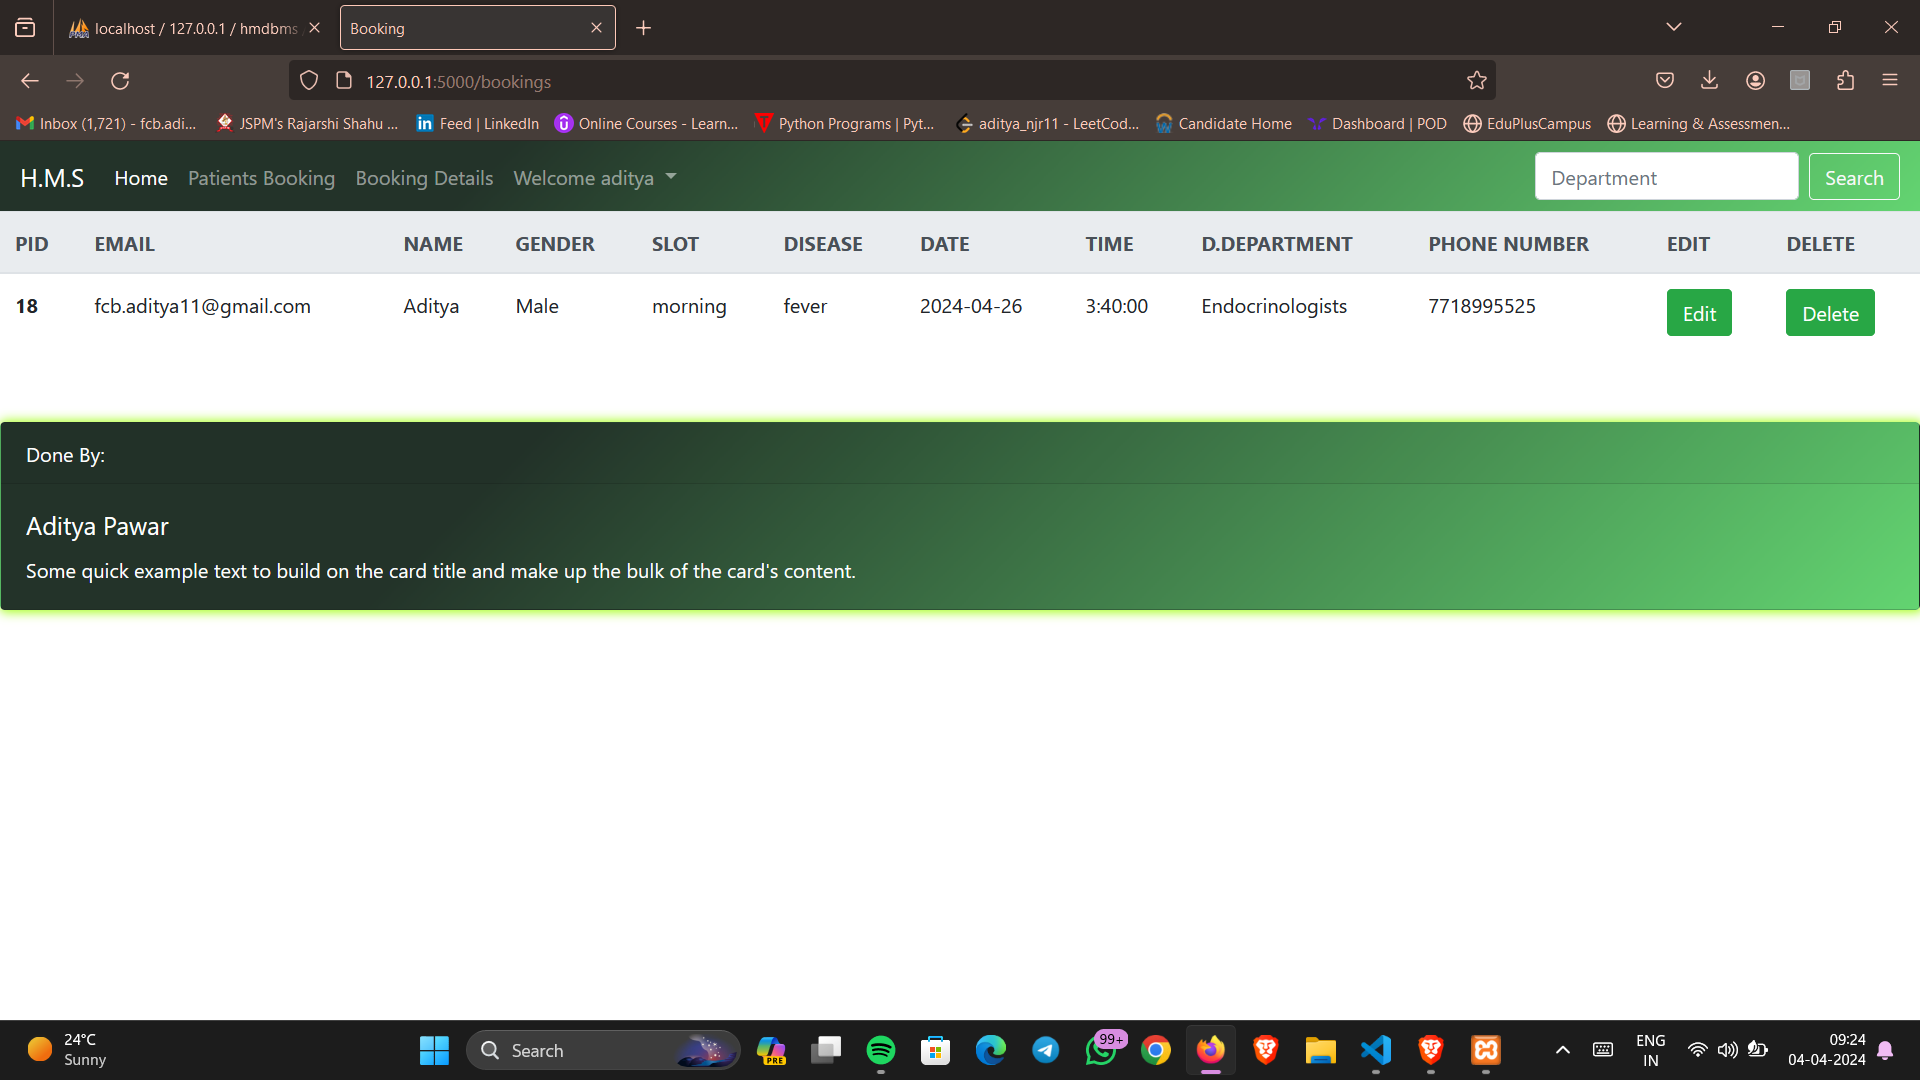 localhost / 127.0.0.1 / hmdbms
Booking
127.0.0.1:5000/bookings
Inbox (1,721) - fcb.adi... JSPM's Rajarshi Shahu ... Feed | LinkedIn Online Courses - Learn... Python Programs | Pyt... aditya_njr11 - LeetCod... Candidate Home Dashboard | POD EduPlusCampus Learning & Assessmen...
H.M.S Home Patients Booking Booking Details Welcome aditya Department Search
PID EMAIL NAME GENDER SLOT DISEASE DATE TIME D.DEPARTMENT PHONE NUMBER EDIT DELETE
18 fcb.aditya11@gmail.com Aditya Male morning fever 2024-04-26 3:40:00 Endocrinologists 7718995525 Edit Delete
Done By:
Aditya Pawar
Some quick example text to build on the card title and make up the bulk of the card's content.
24°C
Sunny
Search
PRE
99+
ENG
IN
09:24
04-04-2024